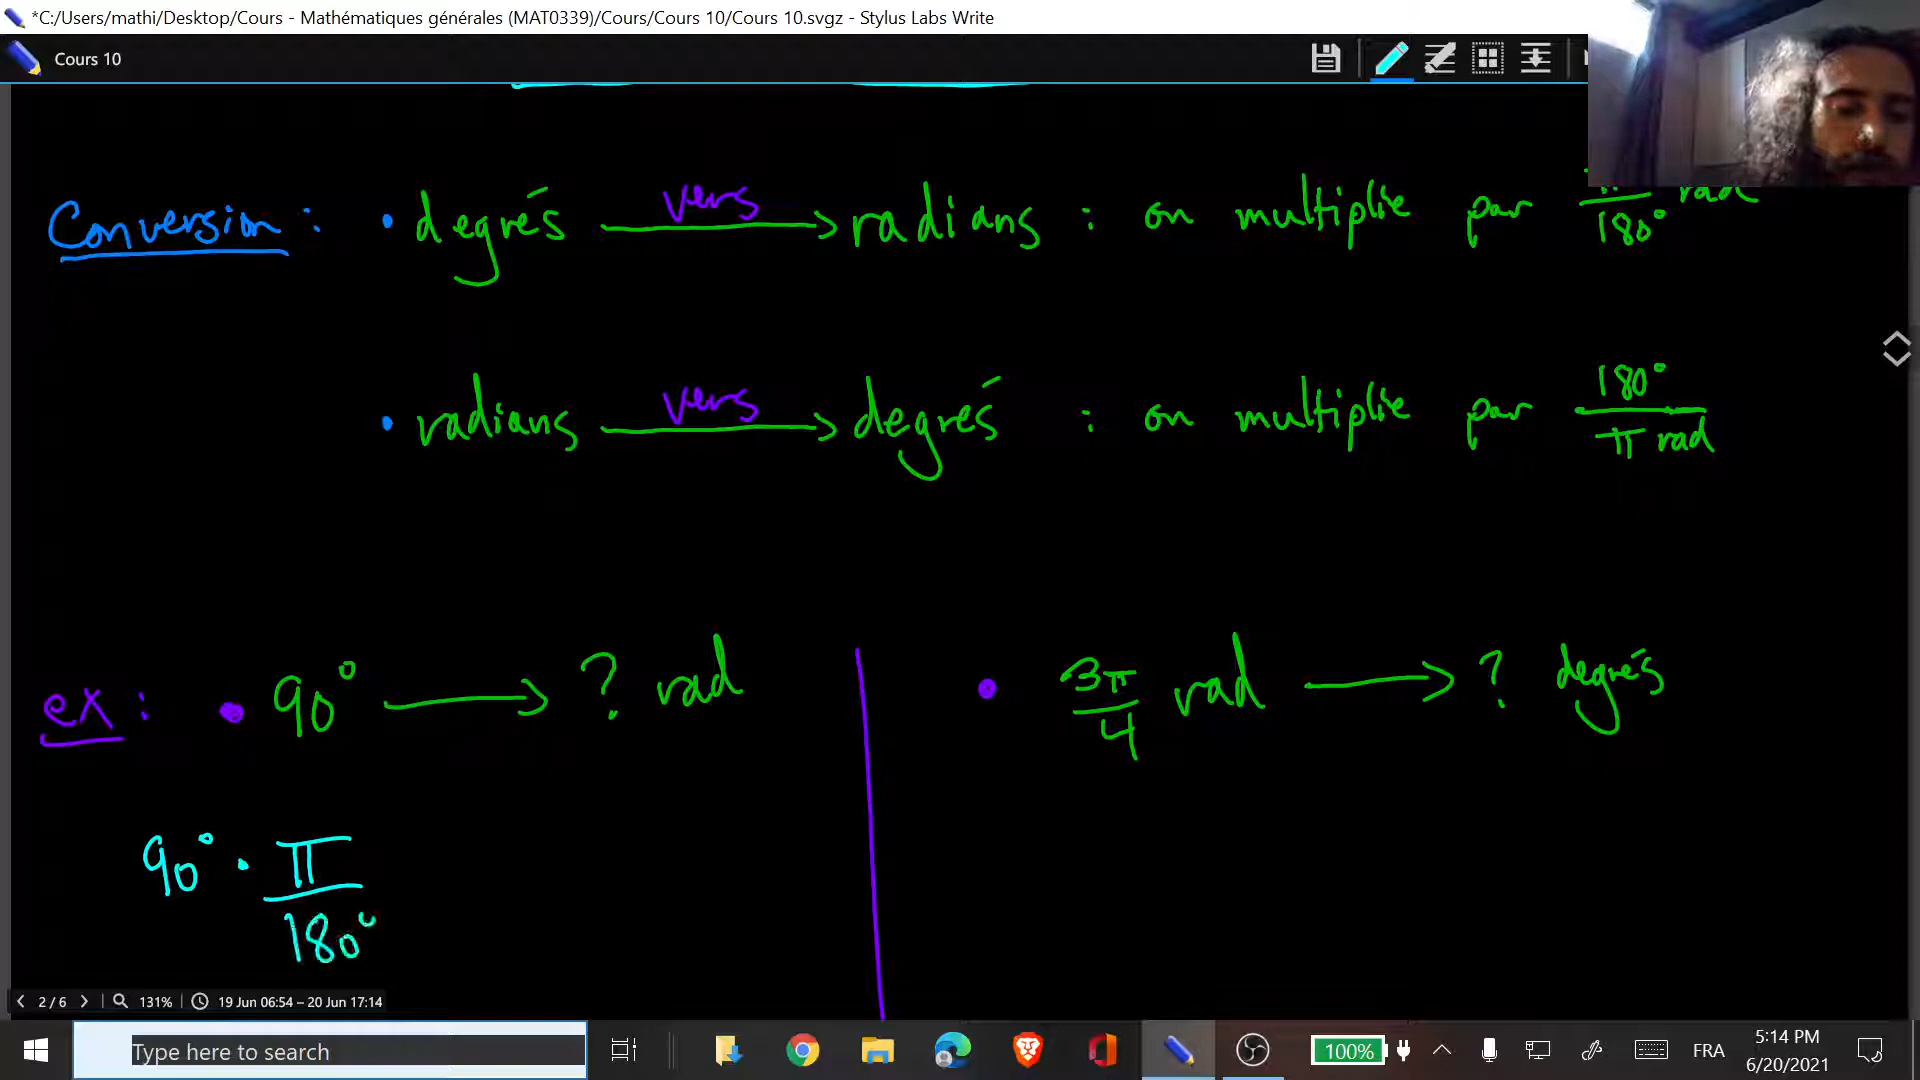 *C:/Users/mathi/Desktop/Cours - Mathématiques générales (MAT0339)/Cours/Cours 10/Cours 10.svgz - Stylus Labs Write
Cours 10
Conversion : • degrés vers → radians : on multiplie par π/180° rad
• radians vers → degrés : on multiplie par 180°/π rad
ex : • 90° → ? rad
• 3π/4 rad → ? degrés
90° · π/180°
2 / 6 131% 19 Jun 06:54 – 20 Jun 17:14
Type here to search
100% FRA 5:14 PM
6/20/2021